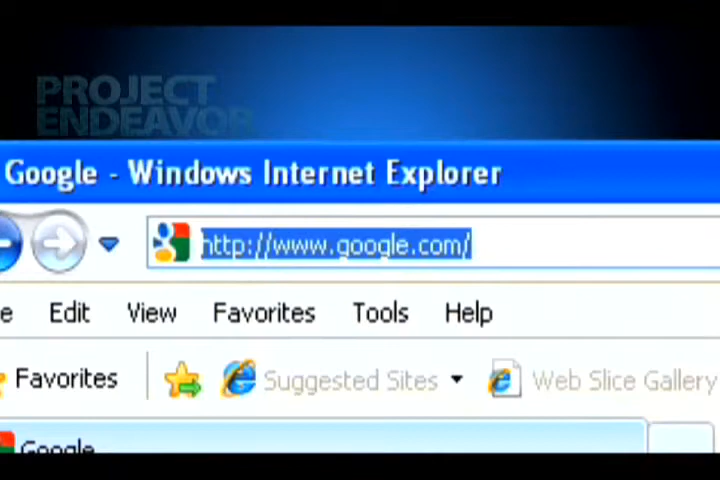 PROJECT
ENDEAVOR
Google - Windows Internet Explorer
http://www.google.com/
e Edit View Favorites Tools Help
Favorites Suggested Sites Web Slice Gallery
Google